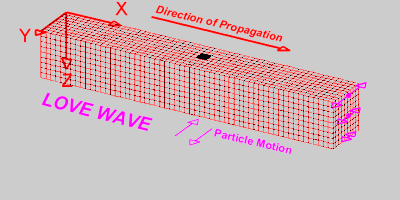 X
Direction of Propagation
Y
Z
LOVE WAVE
Particle Motion